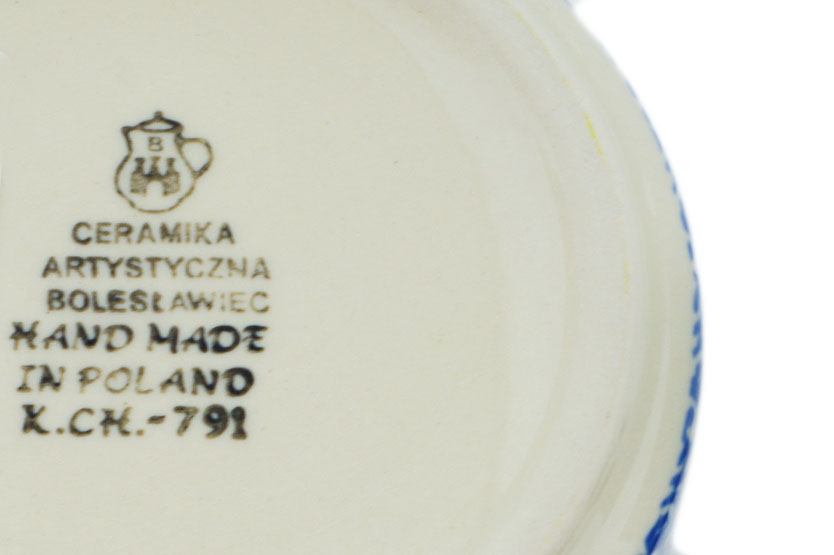 B
CERAMIKA
ARTYSTYCZNA
BOLESŁAWIEC
HAND MADE
IN POLAND
K.CH.-791